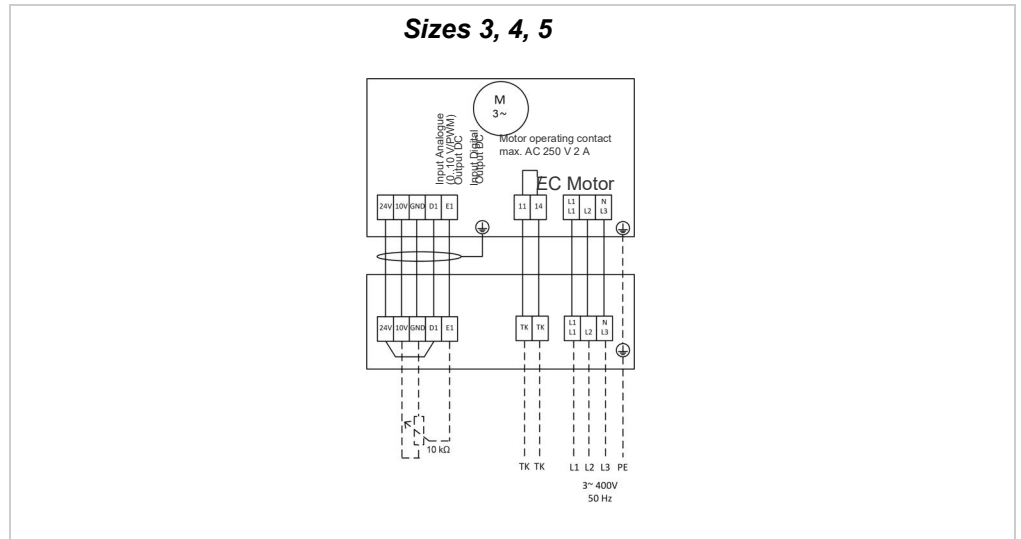 Sizes 3, 4, 5
M
3~
Input Analogue
(0..10 V/PWM)
Output DC
Input Digital
Output DC
Motor operating contact
max. AC 250 V 2 A
EC Motor
24V 10V GND D1 E1
11 14
L1 N
L1 L2 L3
24V 10V GND D1 E1
TK TK
L1 N
L1 L2 L3
10 kΩ
TK TK L1 L2 L3 PE
3~ 400V
50 Hz